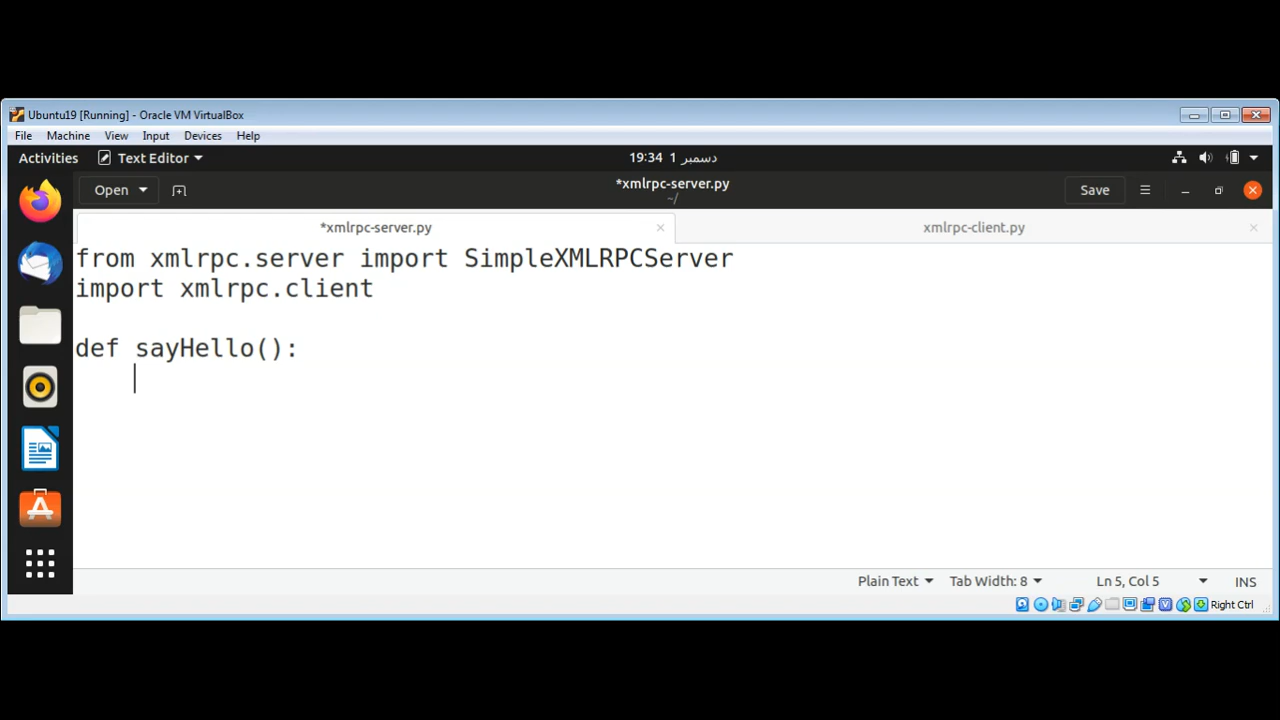 Ubuntu19 [Running] - Oracle VM VirtualBox
File Machine View Input Devices Help
Activities Text Editor 19:34 1 دسمبر
Open *xmlrpc-server.py Save
~/
*xmlrpc-server.py xmlrpc-client.py
from xmlrpc.server import SimpleXMLRPCServer
import xmlrpc.client
def sayHello():
Plain Text Tab Width: 8 Ln 5, Col 5 INS
Right Ctrl